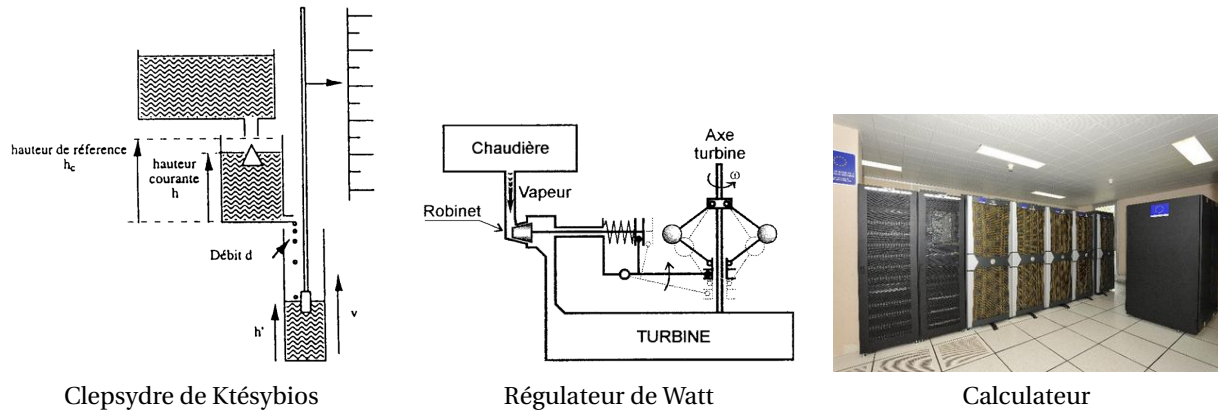 hauteur de réference
h_c
hauteur
courante
h
Débit d
h'
v
Clepsydre de Ktésybios
Chaudière
Vapeur
Robinet
Axe
turbine
ω
TURBINE
Régulateur de Watt
Calculateur